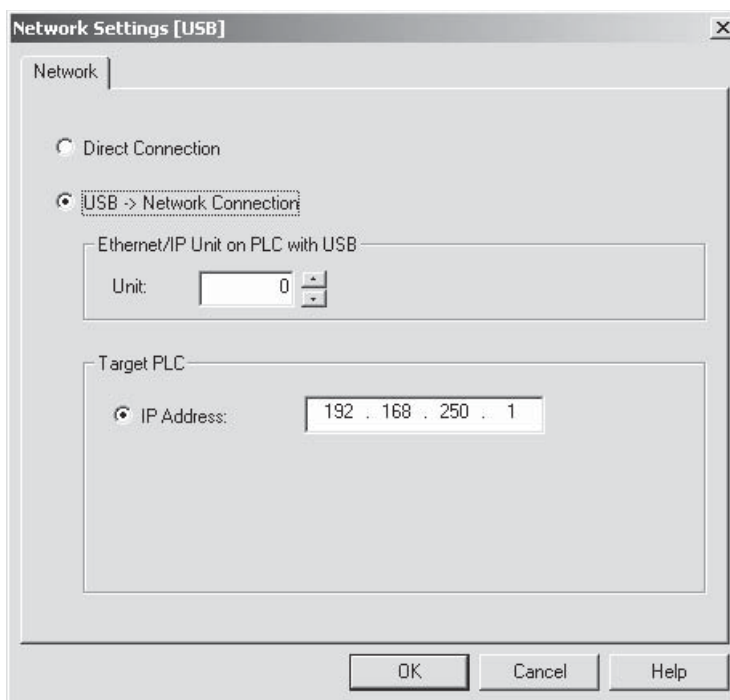 Network Settings [USB]
Network
Direct Connection
USB -> Network Connection
Ethernet/IP Unit on PLC with USB
Unit: 0
Target PLC
IP Address: 192 . 168 . 250 . 1
OK Cancel Help